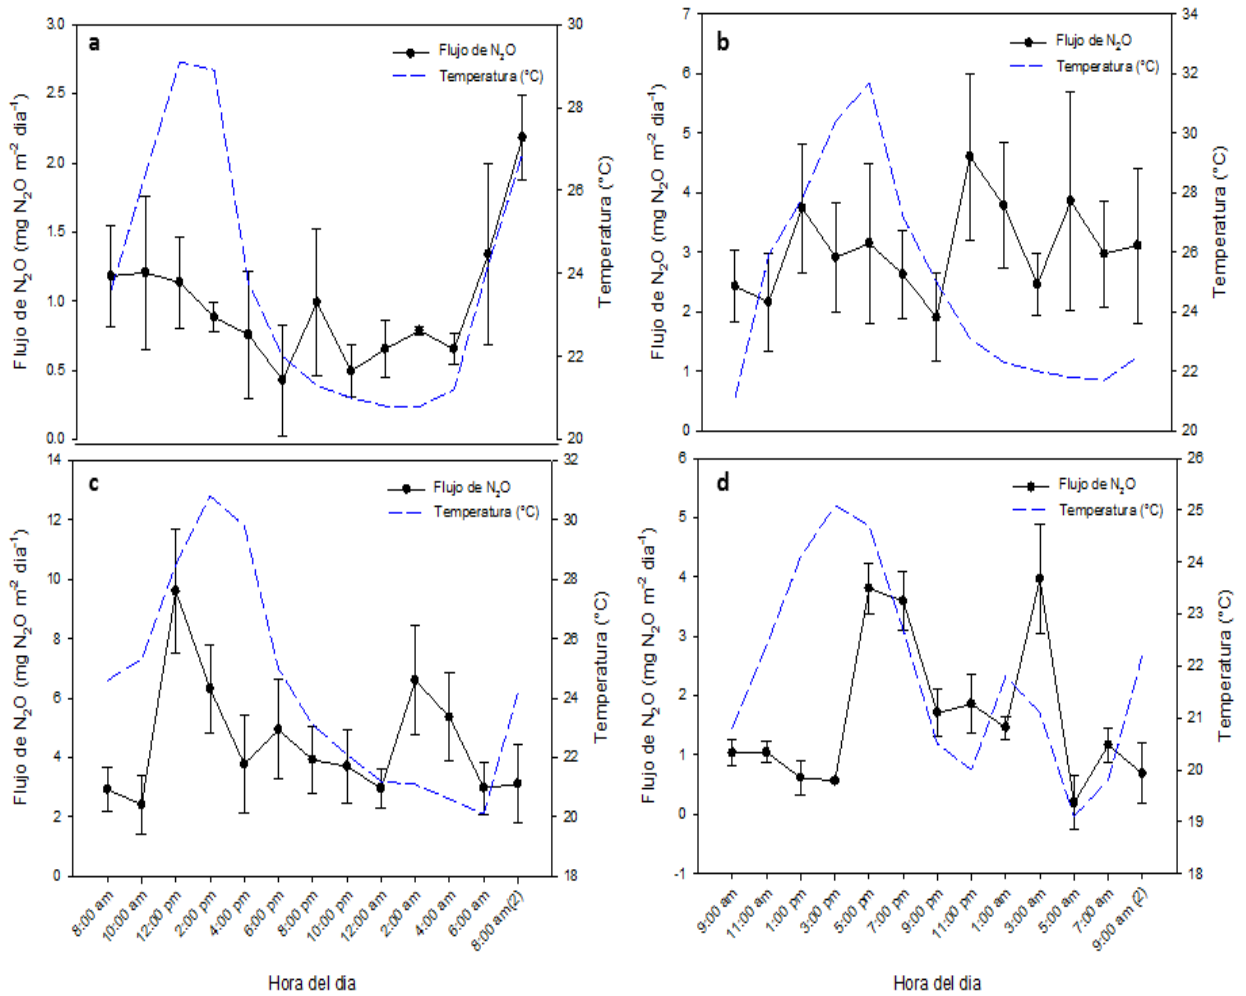 a
Flujo de N2O
Temperatura (°C)
Flujo de N2O (mg N2O m-2 dia-1)
3.0
2.5
2.0
1.5
1.0
0.5
0.0
30
28
26
24
22
20
Temperatura (°C)
b
Flujo de N2O
Temperatura (°C)
Flujo de N2O (mg N2O m-2 dia-1)
7
6
5
4
3
2
1
0
34
32
30
28
26
24
22
20
Temperatura (°C)
c
Flujo de N2O
Temperatura (°C)
Flujo de N2O (mg N2O m-2 dia-1)
14
12
10
8
6
4
2
0
32
30
28
26
24
22
20
18
Temperatura (°C)
8:00 am
10:00 am
12:00 pm
2:00 pm
4:00 pm
6:00 pm
8:00 pm
10:00 pm
12:00 am
2:00 am
4:00 am
6:00 am
8:00 am(2)
Hora del dia
d
Flujo de N2O
Temperatura (°C)
Flujo de N2O (mg N2O m-2 dia-1)
6
5
4
3
2
1
0
-1
26
25
24
23
22
21
20
19
18
Temperatura (°C)
9:00 am
11:00 am
1:00 pm
3:00 pm
5:00 pm
7:00 pm
9:00 pm
11:00 pm
1:00 am
3:00 am
5:00 am
7:00 am
9:00 am(2)
Hora del dia